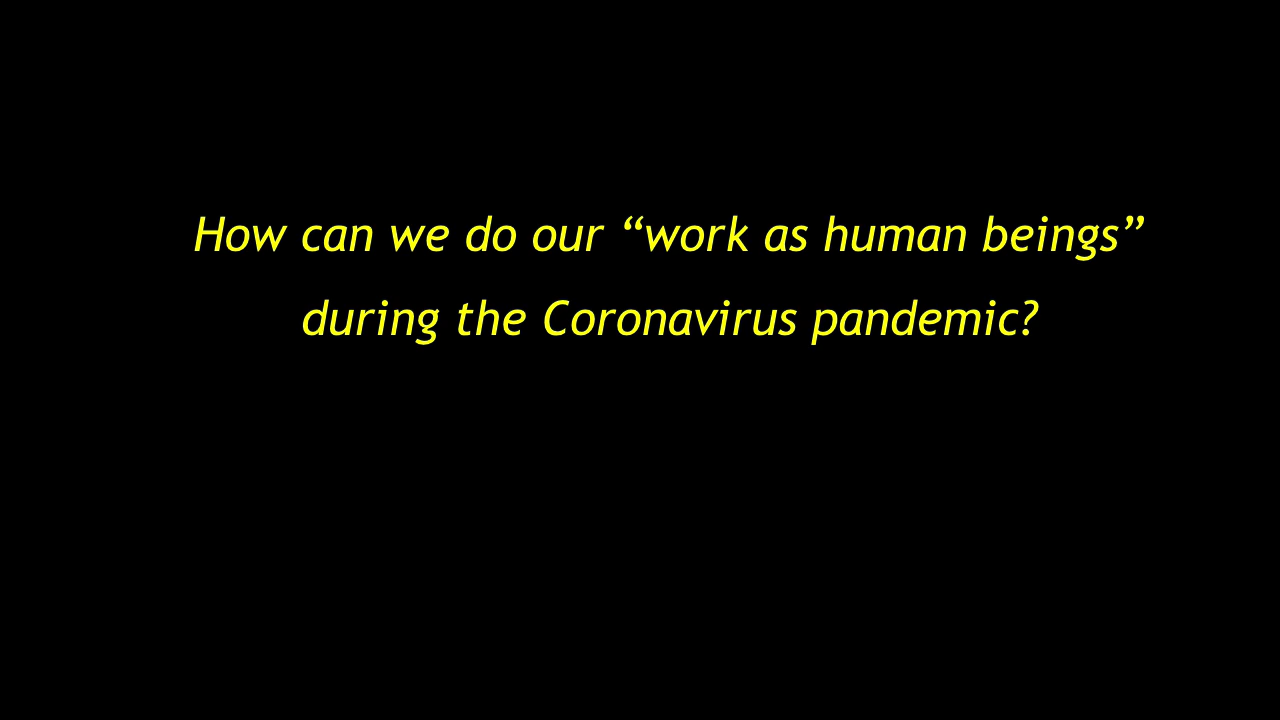 How can we do our “work as human beings”
during the Coronavirus pandemic?